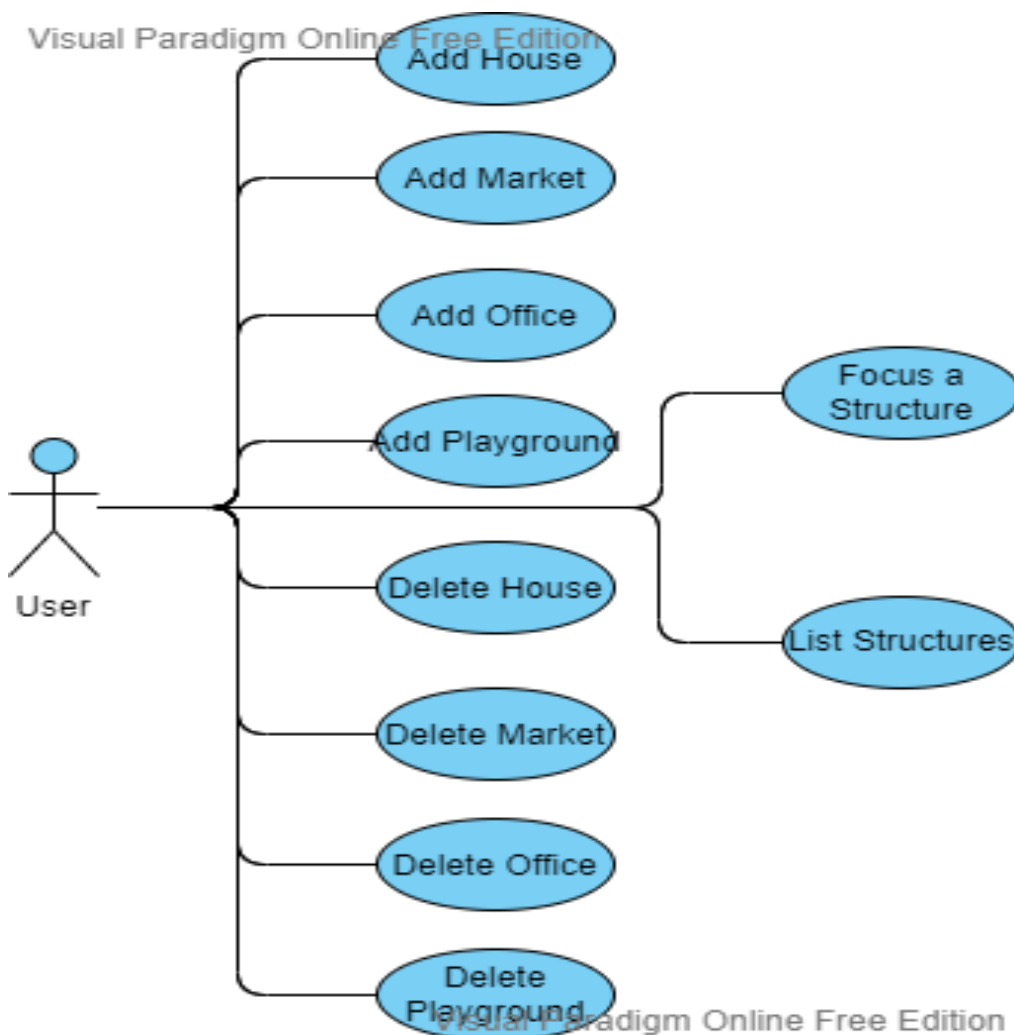 Visual Paradigm Online Free Edition
Add House
Add Market
Add Office
Focus a
Structure
Add Playground
User
Delete House
List Structures
Delete Market
Delete Office
Delete
Playground
Visual Paradigm Online Free Edition